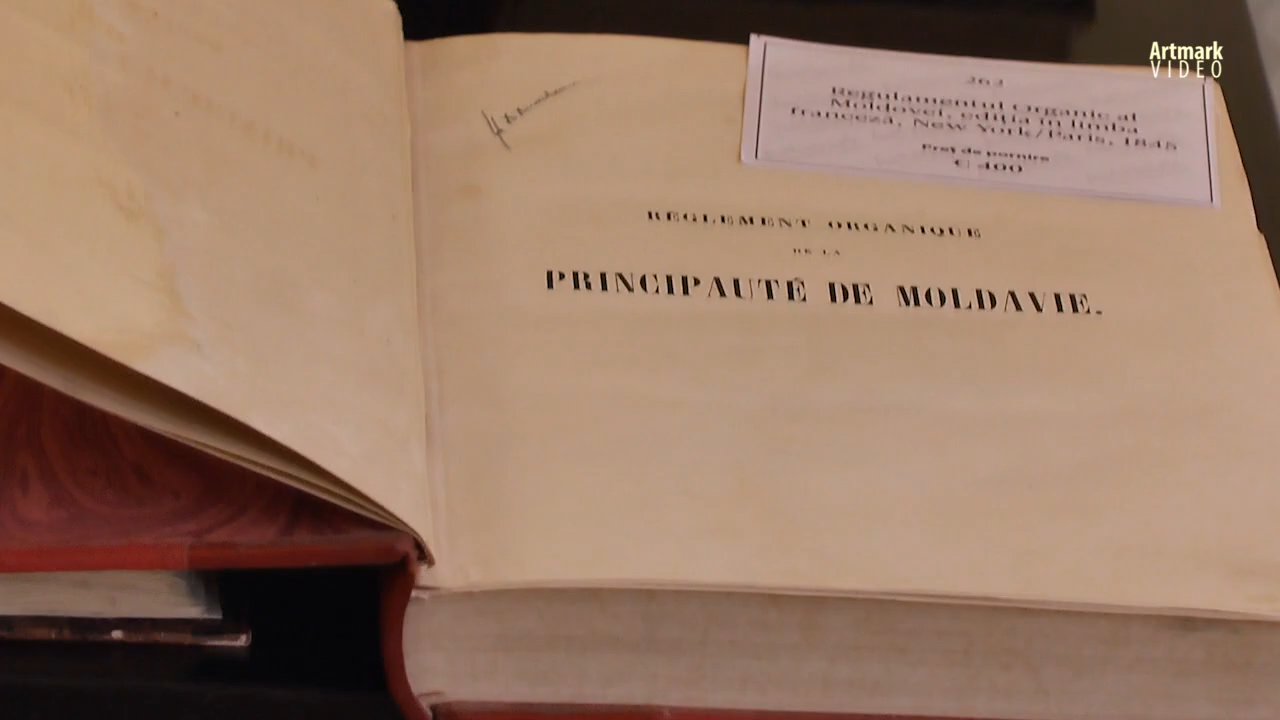 Artmark
VIDEO
262
Regulamentul Organic al
Moldovei, ediția în limba
franceză, New York/Paris, 1845
Preț de pornire
€ 400
RÉGLEMENT ORGANIQUE
DE LA
PRINCIPAUTÉ DE MOLDAVIE.